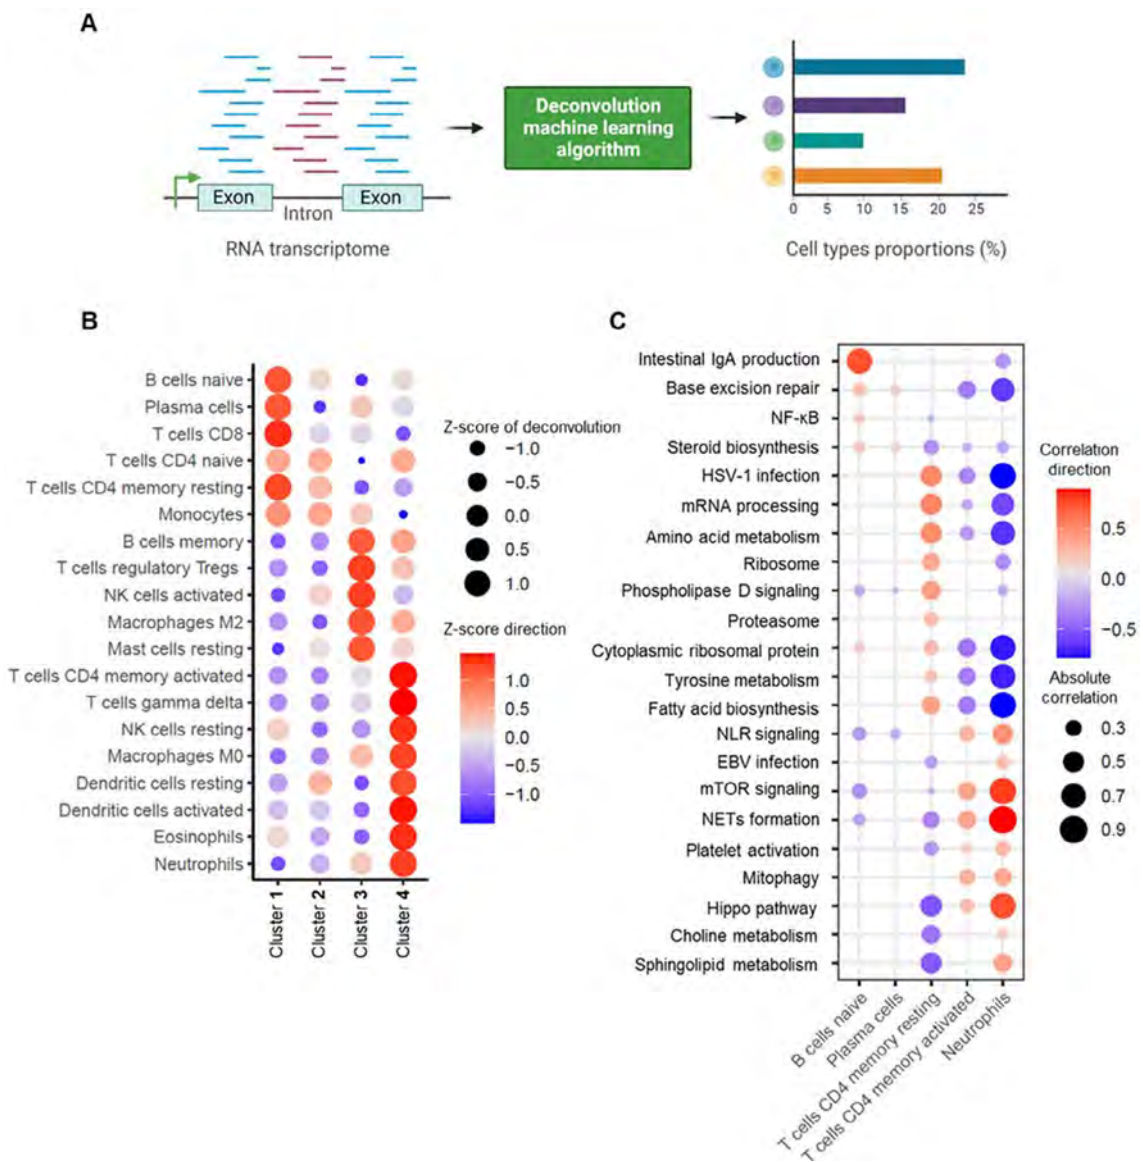 A
Exon
Intron
Exon
RNA transcriptome
Deconvolution
machine learning
algorithm
0 5 10 15 20 25
Cell types proportions (%)
B
B cells naive
Plasma cells
T cells CD8
T cells CD4 naive
T cells CD4 memory resting
Monocytes
B cells memory
T cells regulatory Tregs
NK cells activated
Macrophages M2
Mast cells resting
T cells CD4 memory activated
T cells gamma delta
NK cells resting
Macrophages M0
Dendritic cells resting
Dendritic cells activated
Eosinophils
Neutrophils
Cluster 1
Cluster 2
Cluster 3
Cluster 4
Z-score of deconvolution
−1.0
−0.5
0.0
0.5
1.0
Z-score direction
1.0
0.5
0.0
−0.5
−1.0
C
Intestinal IgA production
Base excision repair
NF-κB
Steroid biosynthesis
HSV-1 infection
mRNA processing
Amino acid metabolism
Ribosome
Phospholipase D signaling
Proteasome
Cytoplasmic ribosomal protein
Tyrosine metabolism
Fatty acid biosynthesis
NLR signaling
EBV infection
mTOR signaling
NETs formation
Platelet activation
Mitophagy
Hippo pathway
Choline metabolism
Sphingolipid metabolism
B cells naive
Plasma cells
T cells CD4 memory resting
T cells CD4 memory activated
Neutrophils
Correlation
direction
0.5
0.0
−0.5
Absolute
correlation
0.3
0.5
0.7
0.9